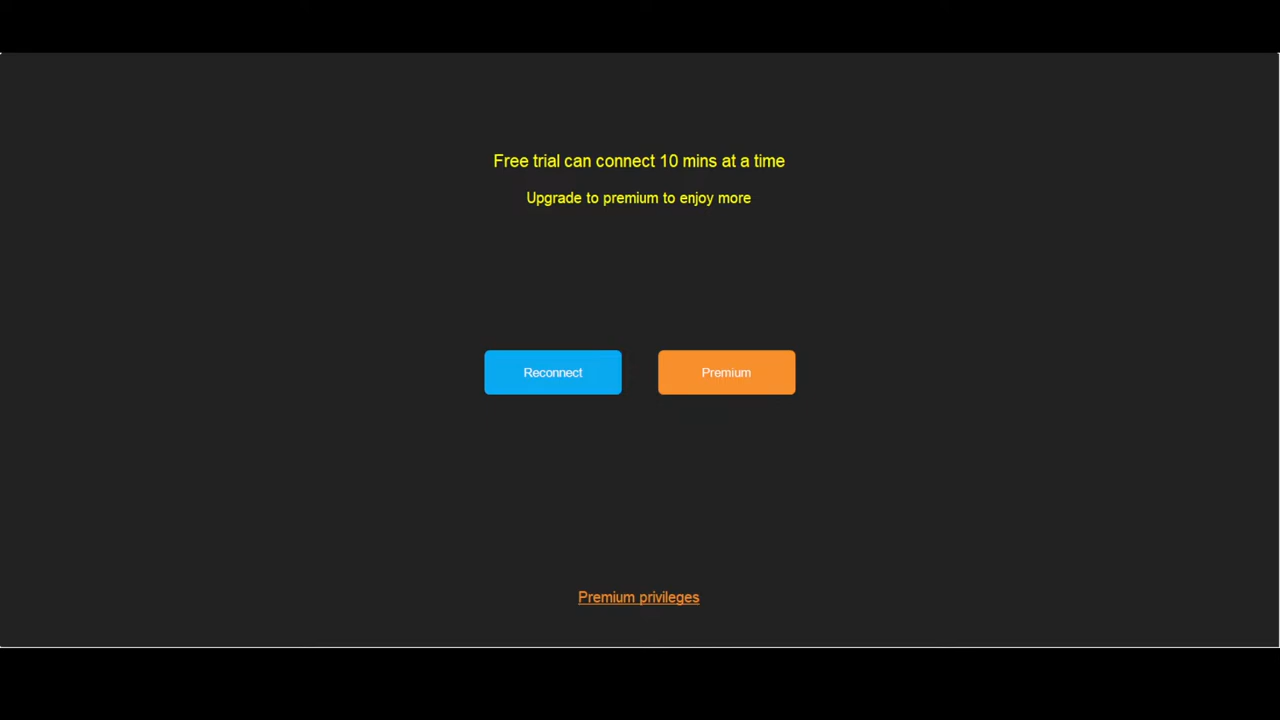 Free trial can connect 10 mins at a time
Upgrade to premium to enjoy more
Reconnect
Premium
Premium privileges